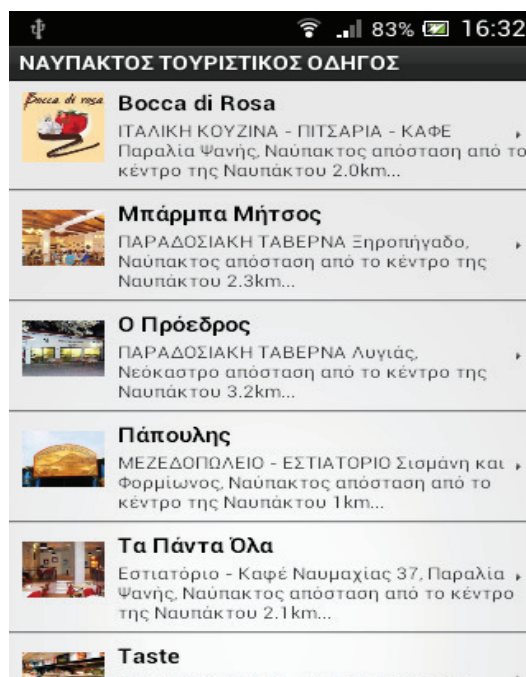 83% 16:32
ΝΑΥΠΑΚΤΟΣ ΤΟΥΡΙΣΤΙΚΟΣ ΟΔΗΓΟΣ
Bocca di rosa
Bocca di Rosa
ΙΤΑΛΙΚΗ ΚΟΥΖΙΝΑ - ΠΙΤΣΑΡΙΑ - ΚΑΦΕ
Παραλία Ψανής, Ναύπακτος απόσταση από το
κέντρο της Ναυπάκτου 2.0km...
Μπάρμπα Μήτσος
ΠΑΡΑΔΟΣΙΑΚΗ ΤΑΒΕΡΝΑ Ξηροπήγαδο,
Ναύπακτος απόσταση από το κέντρο της
Ναυπάκτου 2.3km...
Ο Πρόεδρος
ΠΑΡΑΔΟΣΙΑΚΗ ΤΑΒΕΡΝΑ Λυγιάς,
Νεόκαστρο απόσταση από το κέντρο της
Ναυπάκτου 3.2km...
Πάπουλης
ΜΕΖΕΔΟΠΩΛΕΙΟ - ΕΣΤΙΑΤΟΡΙΟ Σισμάνη και
Φορμίωνος, Ναύπακτος απόσταση από το
κέντρο της Ναυπάκτου 1km...
Τα Πάντα Όλα
Εστιατόριο - Καφέ Ναυμαχίας 37, Παραλία
Ψανής, Ναύπακτος απόσταση από το κέντρο
της Ναυπάκτου 2.1km...
Taste